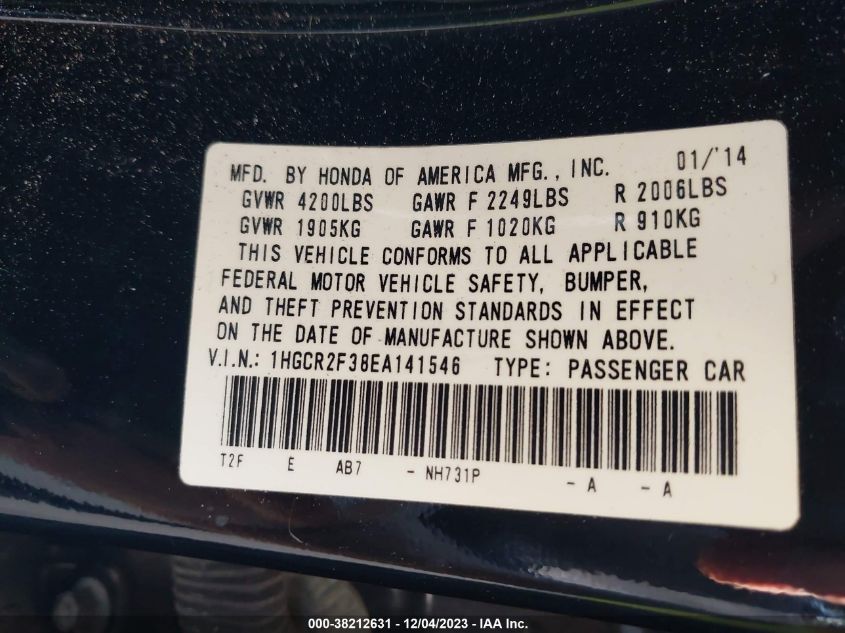 MFD. BY HONDA OF AMERICA MFG., INC. 01/'14
GVWR 4200LBS GAWR F 2249LBS R 2006LBS
GVWR 1905KG GAWR F 1020KG R 910KG
THIS VEHICLE CONFORMS TO ALL APPLICABLE
FEDERAL MOTOR VEHICLE SAFETY, BUMPER,
AND THEFT PREVENTION STANDARDS IN EFFECT
ON THE DATE OF MANUFACTURE SHOWN ABOVE.
V.I.N.: 1HGCR2F38EA141546 TYPE: PASSENGER CAR
T2F E AB7 - NH731P - A - A
000-38212631 - 12/04/2023 - IAA Inc.